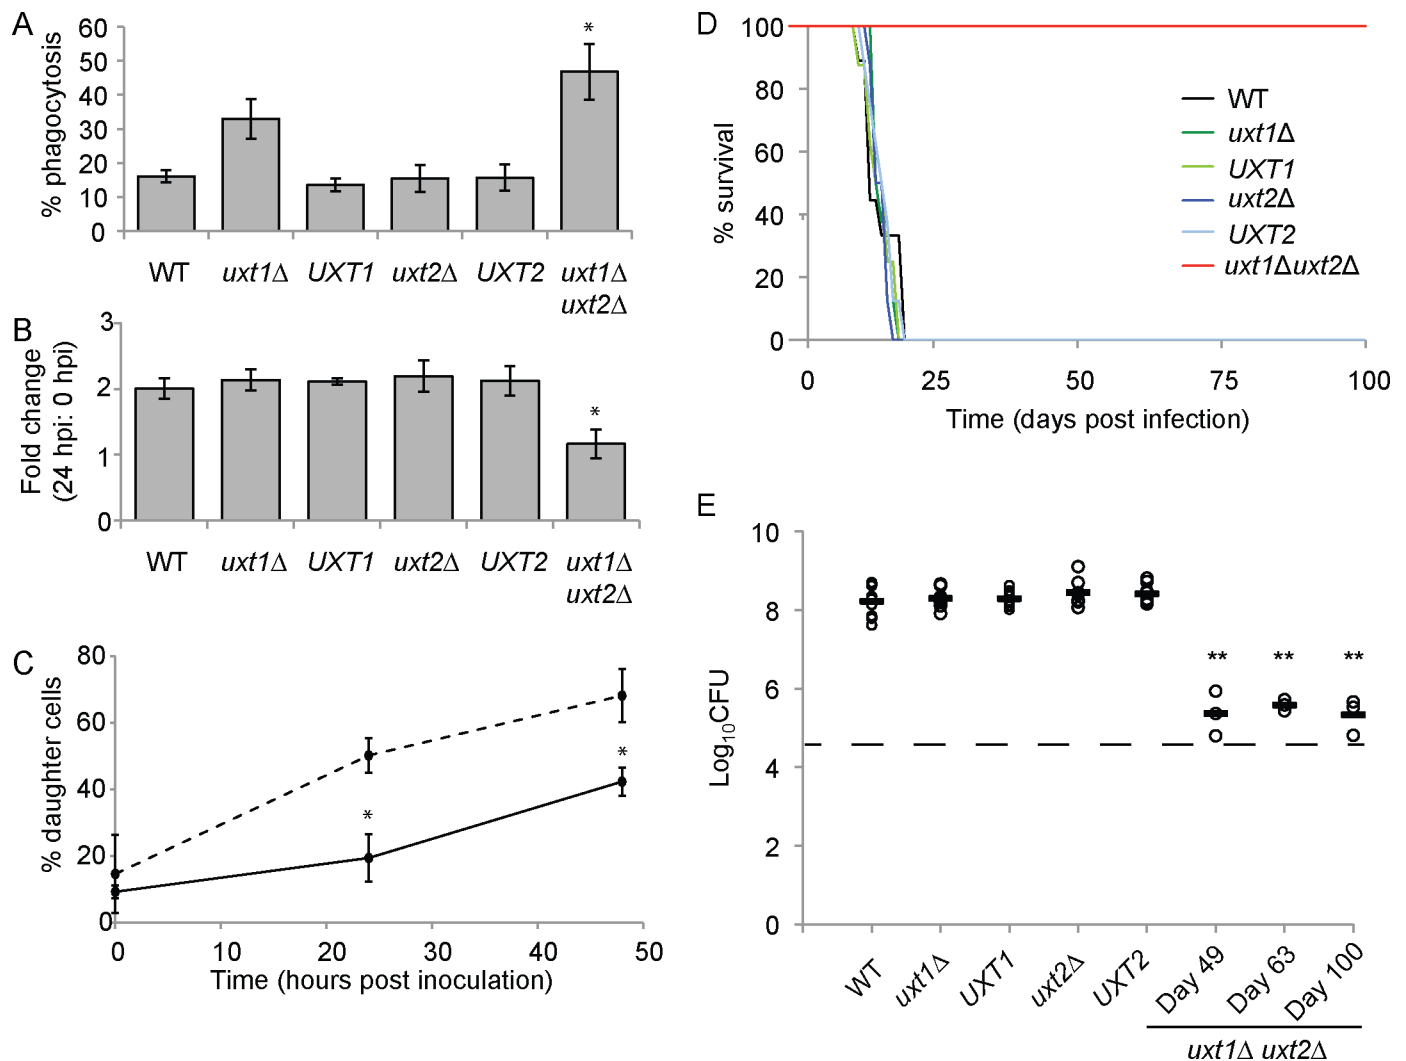 A
% phagocytosis
60
50
40
30
20
10
0
*
WT uxt1Δ UXT1 uxt2Δ UXT2 uxt1Δ
uxt2Δ
B
Fold change
(24 hpi: 0 hpi)
3
2
1
0
*
WT uxt1Δ UXT1 uxt2Δ UXT2 uxt1Δ
uxt2Δ
C
% daughter cells
80
60
40
20
0
*
*
0 10 20 30 40 50
Time (hours post inoculation)
D
% survival
100
80
60
40
20
0
WT
uxt1Δ
UXT1
uxt2Δ
UXT2
uxt1Δuxt2Δ
0 25 50 75 100
Time (days post infection)
E
Log10CFU
10
8
6
4
2
0
** ** **
WT uxt1Δ UXT1 uxt2Δ UXT2 Day 49 Day 63 Day 100
uxt1Δ uxt2Δ